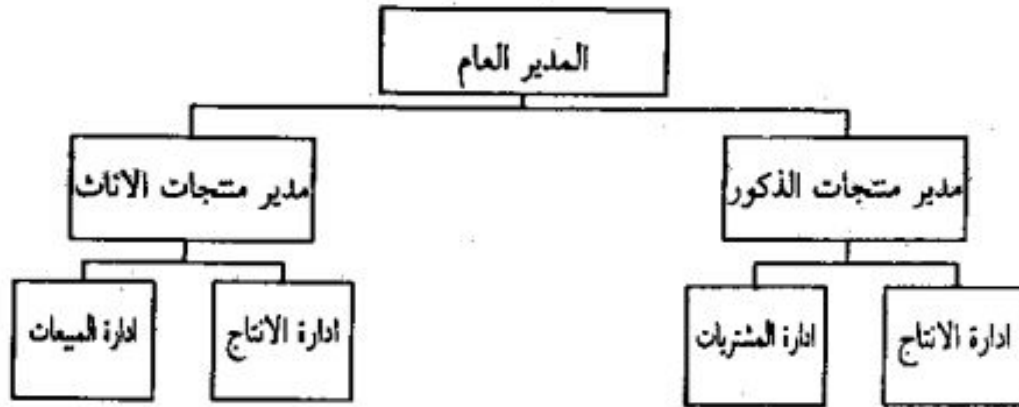 المدير العام
مدير منتجات الذكور
مدير منتجات الاناث
ادارة الانتاج
ادارة المشتريات
ادارة الانتاج
ادارة المبيعات